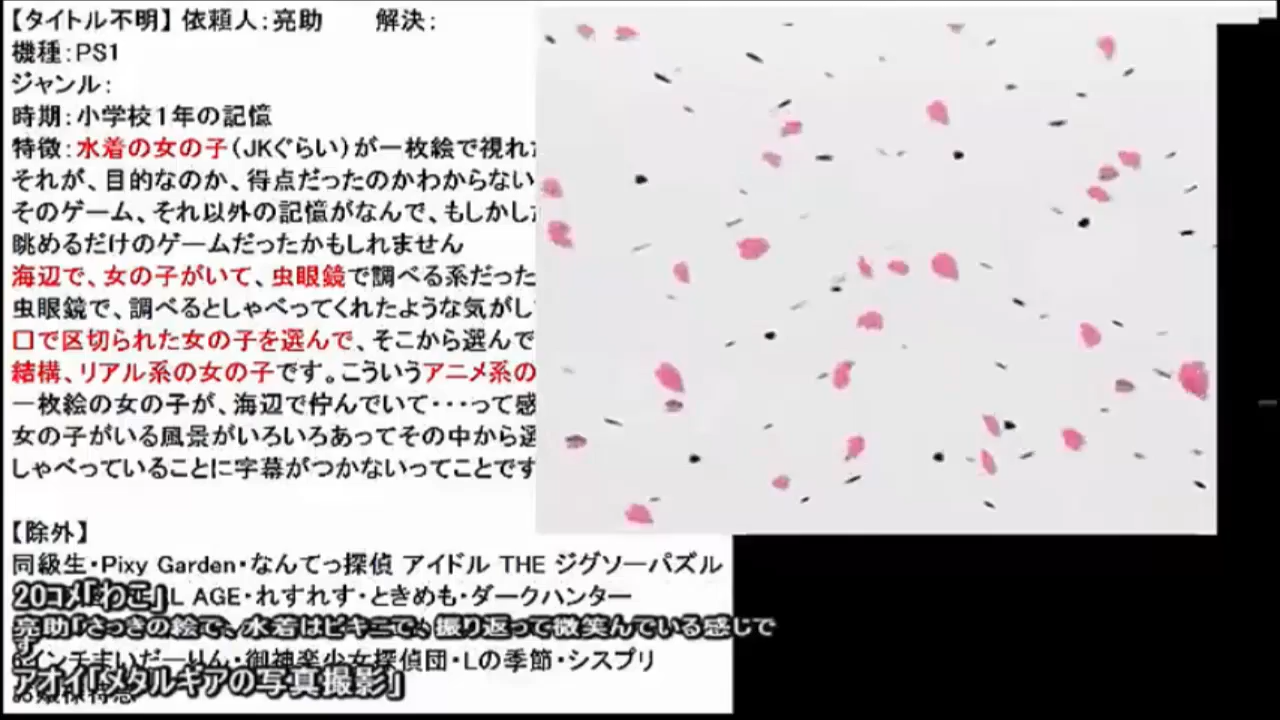 【タイトル不明】依頼人：亮助　　解決：
機種：PS1
ジャンル：
時期：小学校１年の記憶
特徴：水着の女の子（JKぐらい）が一枚絵で視れ
それが、目的なのか、得点だったのかわからない
そのゲーム、それ以外の記憶がなんで、もしかし
眺めるだけのゲームだったかもしれません
海辺で、女の子がいて、虫眼鏡で調べる系だった
虫眼鏡で、調べるとしゃべってくれたような気がし
口で区切られた女の子を選んで、そこから選んで
結構、リアル系の女の子です。こういうアニメ系の
一枚絵の女の子が、海辺で佇んでいて・・・って感
女の子がいる風景がいろいろあってその中から選
しゃべっていることに字幕がつかないってことです
【除外】
同級生・Pixy Garden・なんてっ探偵 アイドル THE ジグソーパズル
L AGE・れすれす・ときめも・ダークハンター
20ｺﾒ｢わこ｣
亮助｢さっきの絵で、水着はビキニで、振り返って微笑んでいる感じです
インチまいだーりん・御神楽少女探偵団・Lの季節・シスプリ
アオイ｢メタルギアの写真撮影｣